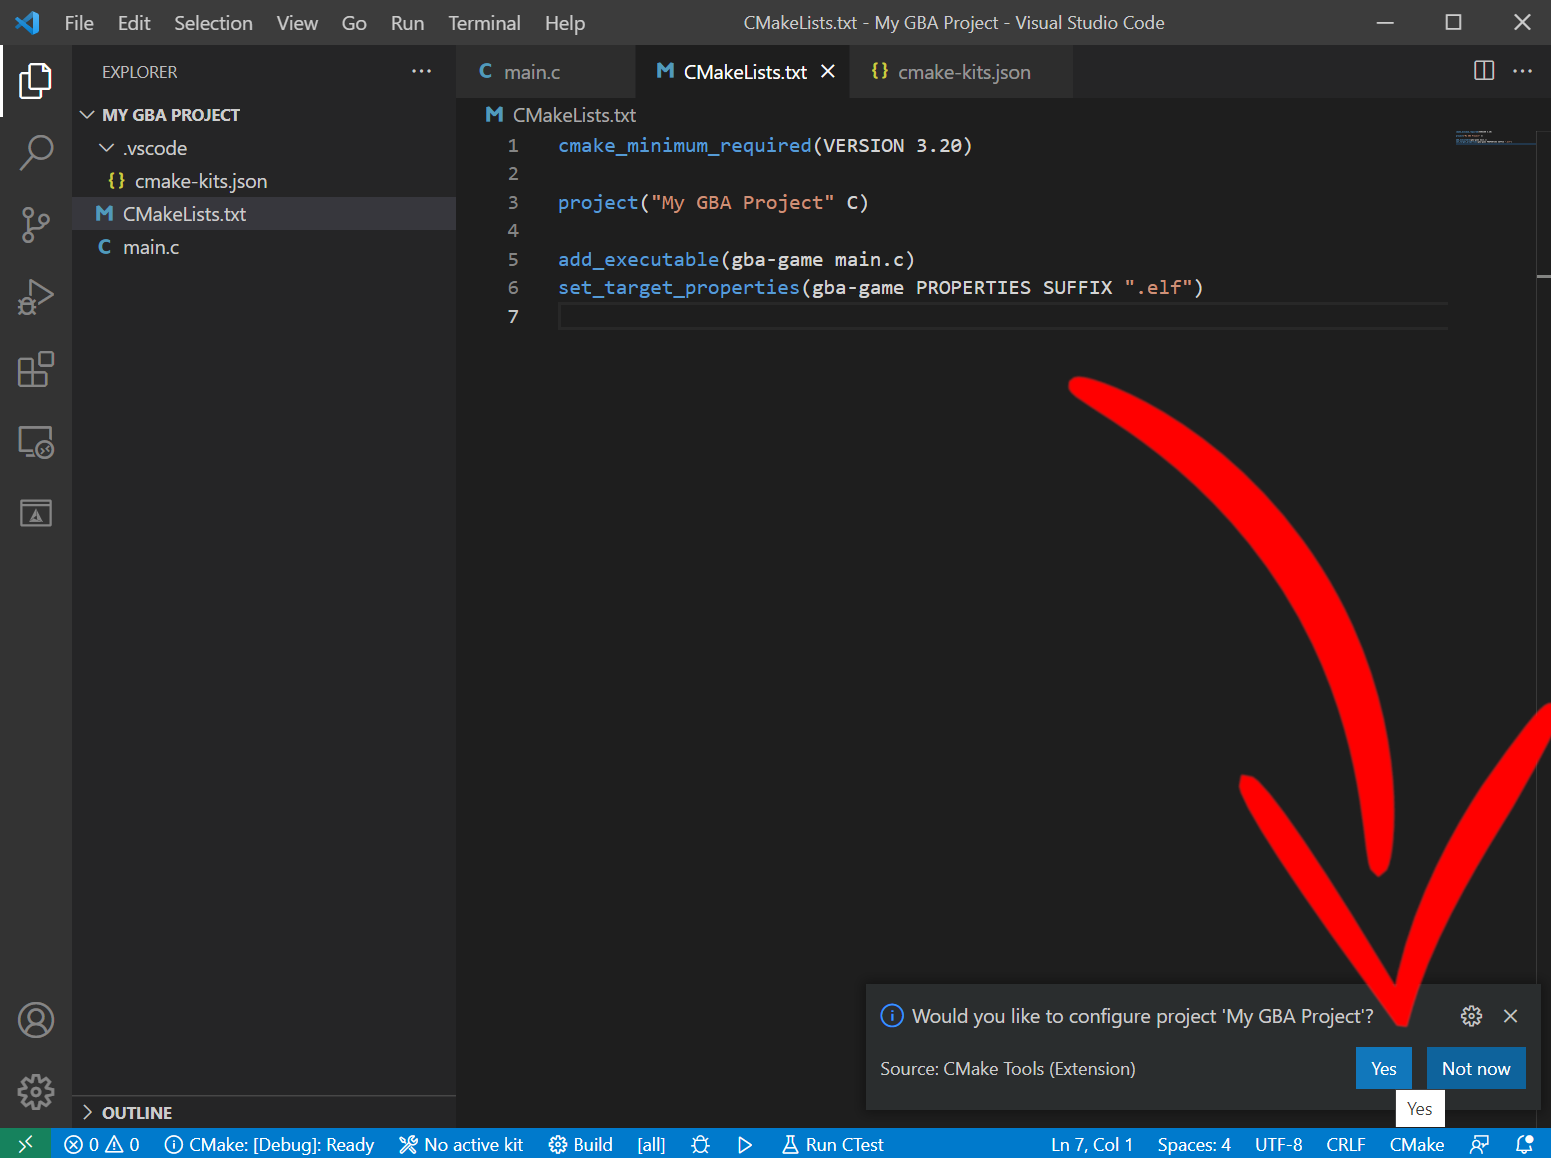 File Edit Selection View Go Run Terminal Help
CMakeLists.txt - My GBA Project - Visual Studio Code
EXPLORER
MY GBA PROJECT
.vscode
{} cmake-kits.json
M CMakeLists.txt
C main.c
OUTLINE
C main.c
M CMakeLists.txt
{} cmake-kits.json
M CMakeLists.txt
1 cmake_minimum_required(VERSION 3.20)
2
3 project("My GBA Project" C)
4
5 add_executable(gba-game main.c)
6 set_target_properties(gba-game PROPERTIES SUFFIX ".elf")
7
Would you like to configure project 'My GBA Project'?
Source: CMake Tools (Extension)
Yes
Not now
Yes
0 0 CMake: [Debug]: Ready No active kit Build [all] Run CTest Ln 7, Col 1 Spaces: 4 UTF-8 CRLF CMake